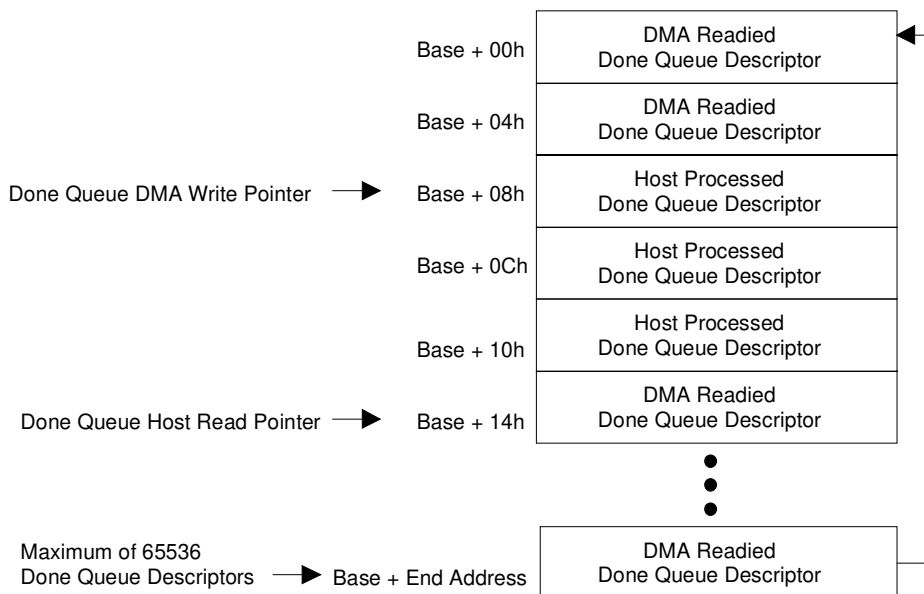 Base + 00h
DMA Readied
Done Queue Descriptor
Base + 04h
DMA Readied
Done Queue Descriptor
Done Queue DMA Write Pointer
Base + 08h
Host Processed
Done Queue Descriptor
Base + 0Ch
Host Processed
Done Queue Descriptor
Base + 10h
Host Processed
Done Queue Descriptor
Done Queue Host Read Pointer
Base + 14h
DMA Readied
Done Queue Descriptor
Maximum of 65536
Done Queue Descriptors
Base + End Address
DMA Readied
Done Queue Descriptor